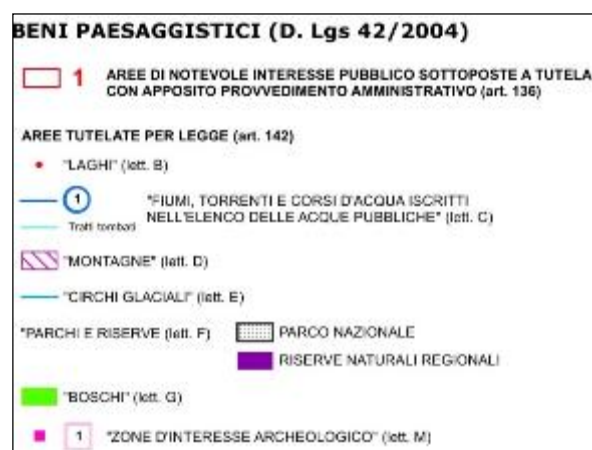 BENI PAESAGGISTICI (D. Lgs 42/2004)
1 AREE DI NOTEVOLE INTERESSE PUBBLICO SOTTOPOSTE A TUTELA
CON APPOSITO PROVVEDIMENTO AMMINISTRATIVO (art. 136)
AREE TUTELATE PER LEGGE (art. 142)
"LAGHI" (lett. B)
1 "FIUMI, TORRENTI E CORSI D'ACQUA ISCRITTI
NELL'ELENCO DELLE ACQUE PUBBLICHE" (lett. C)
Tratti tombati
"MONTAGNE" (lett. D)
"CIRCHI GLACIALI" (lett. E)
"PARCHI E RISERVE (lett. F) PARCO NAZIONALE
RISERVE NATURALI REGIONALI
"BOSCHI" (lett. G)
1 "ZONE D'INTERESSE ARCHEOLOGICO" (lett. M)